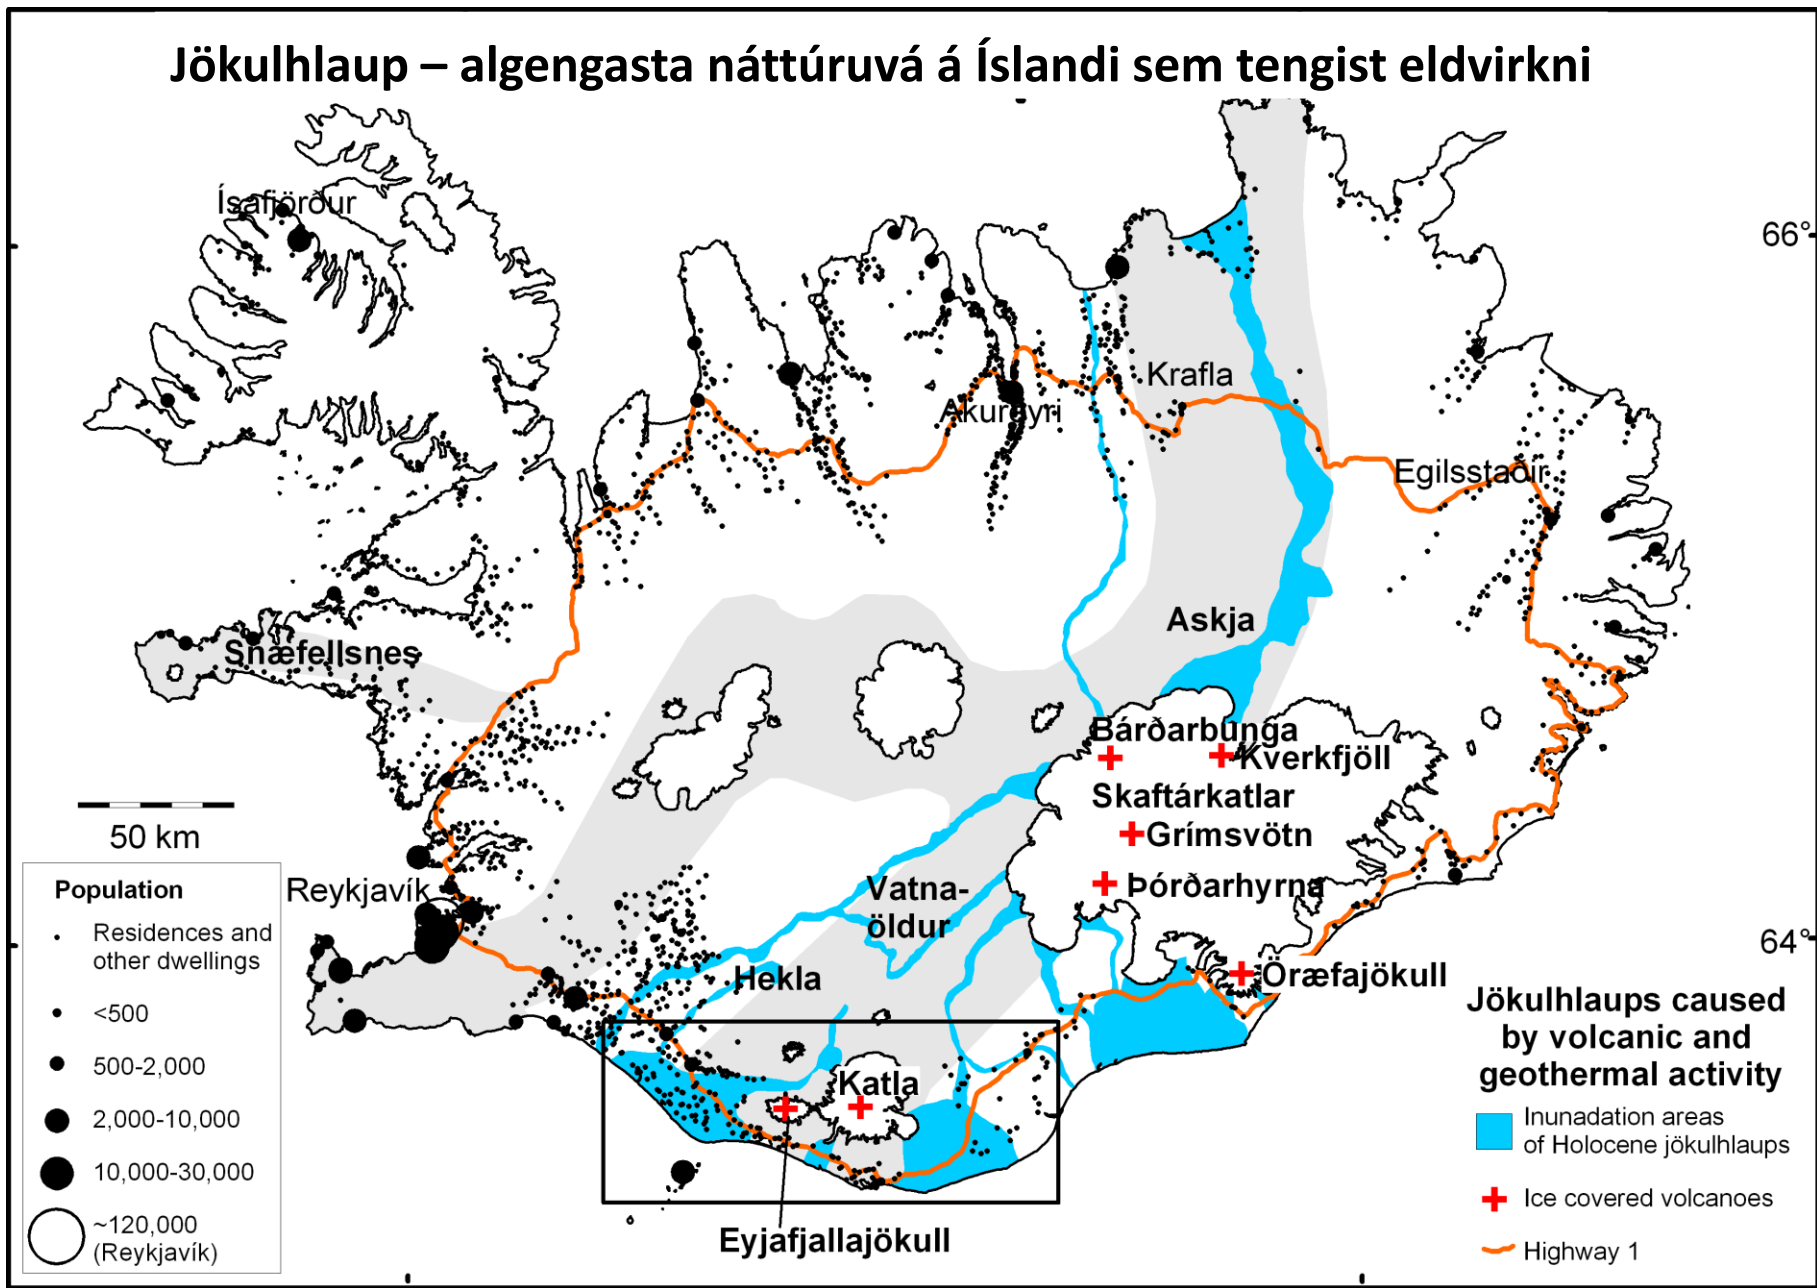 Jökulhlaup – algengasta náttúruvá á Íslandi sem tengist eldvirkni
Ísafjörður
66°
Krafla
Akureyri
Egilsstaðir
Askja
Snæfellsnes
Bárðarbunga
Kverkfjöll
Skaftárkatlar
Grímsvötn
50 km
Þórðarhyrna
Reykjavík
Vatna-
öldur
64°
Hekla
Öræfajökull
Katla
Eyjafjallajökull
Population
Residences and
other dwellings
<500
500-2,000
2,000-10,000
10,000-30,000
~120,000
(Reykjavík)
Jökulhlaups caused
by volcanic and
geothermal activity
Inunadation areas
of Holocene jökulhlaups
Ice covered volcanoes
Highway 1